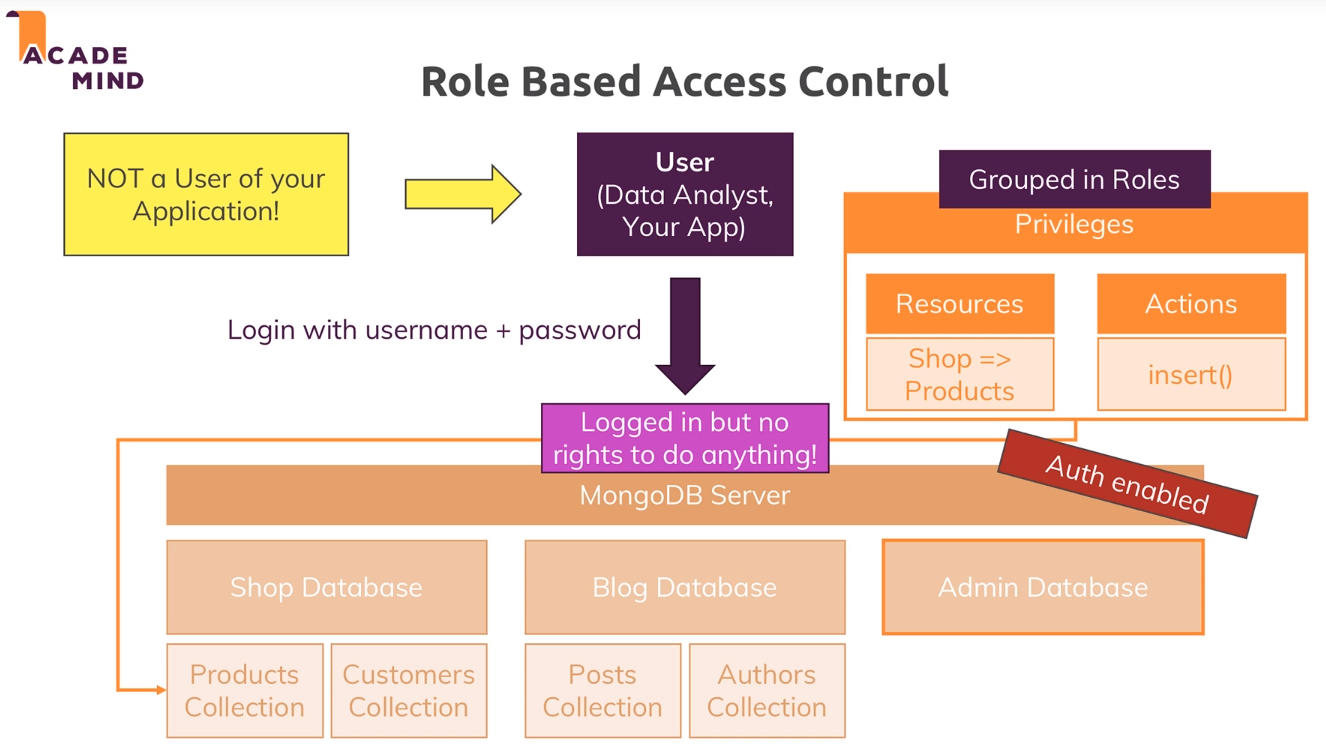 ACADE
MIND
Role Based Access Control
NOT a User of your
Application!
User
(Data Analyst,
Your App)
Grouped in Roles
Privileges
Resources
Actions
Shop =>
Products
insert()
Login with username + password
Logged in but no
rights to do anything!
Auth enabled
MongoDB Server
Shop Database
Blog Database
Admin Database
Products
Collection
Customers
Collection
Posts
Collection
Authors
Collection